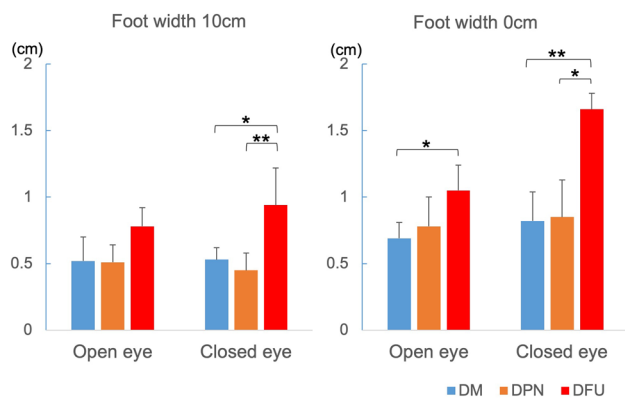 Foot width 10cm
Foot width 0cm
(cm)
2
1.5
1
0.5
0
*
**
Open eye
Closed eye
(cm)
2
1.5
1
0.5
0
*
**
*
Open eye
Closed eye
DM
DPN
DFU